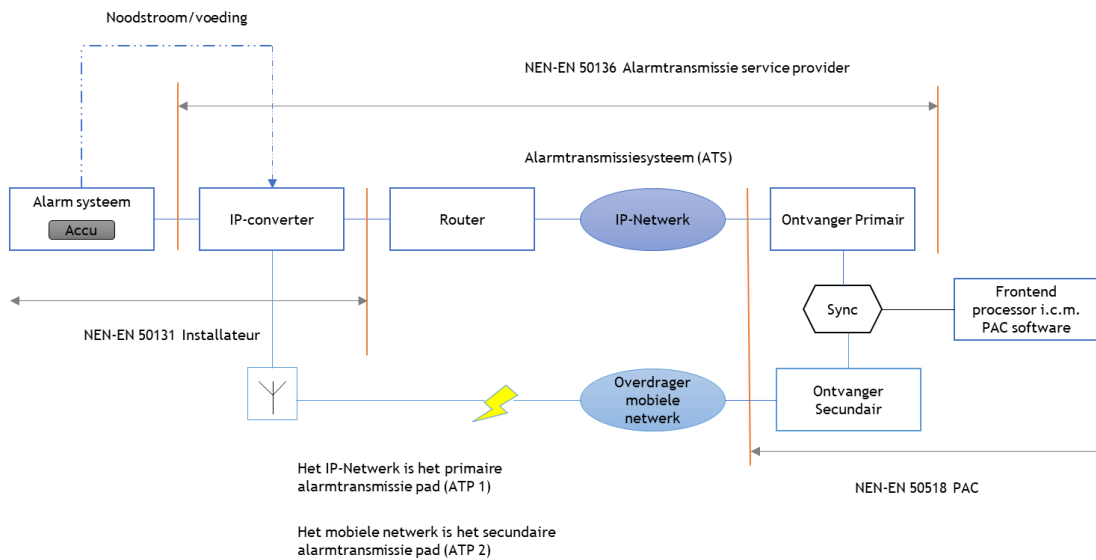 Noodstroom/voeding
NEN-EN 50136 Alarmtransmissie service provider
Alarmtransmissiesysteem (ATS)
Alarm systeem
Accu
IP-converter
Router
IP-Netwerk
Ontvanger Primair
NEN-EN 50131 Installateur
Sync
Frontend
processor i.c.m.
PAC software
Overdrager
mobiele
netwerk
Ontvanger
Secundair
Het IP-Netwerk is het primaire
alarmtransmissie pad (ATP 1)
NEN-EN 50518 PAC
Het mobiele netwerk is het secundaire
alarmtransmissie pad (ATP 2)